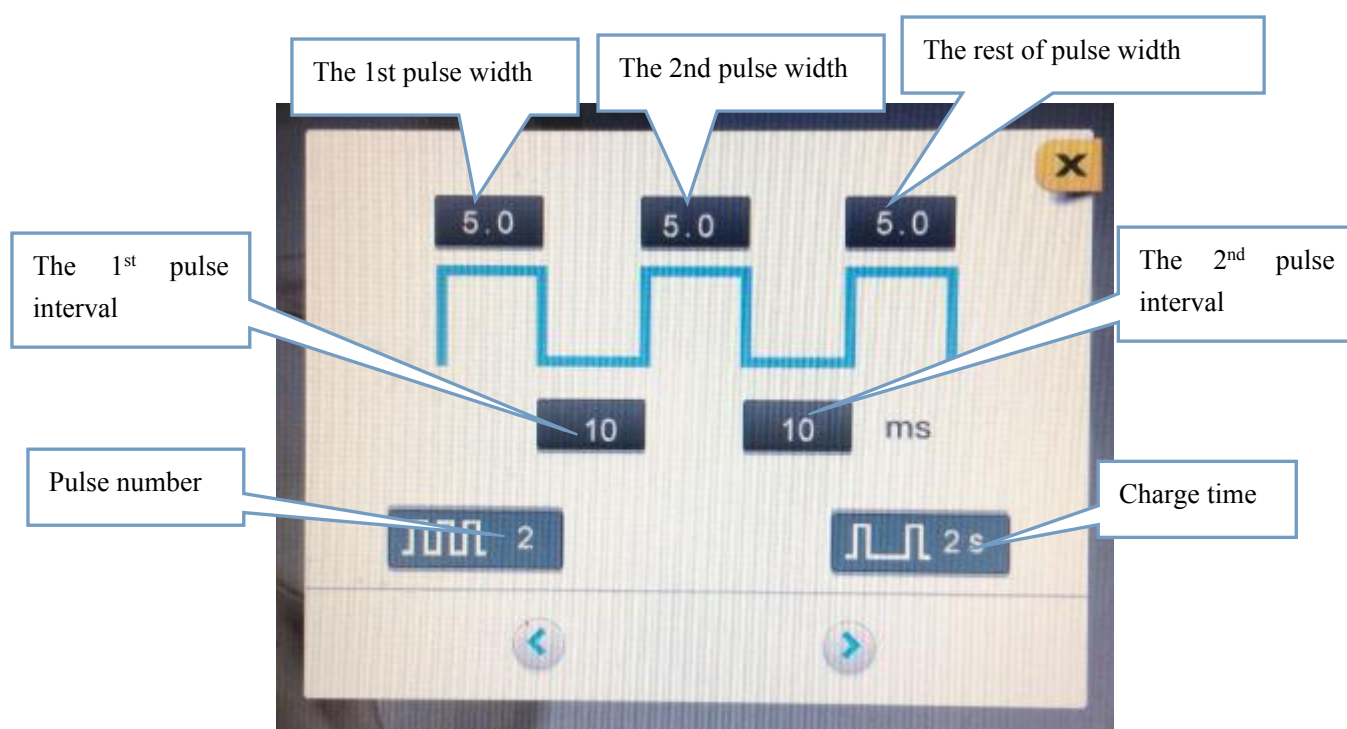 The 1st pulse width
The 2nd pulse width
The rest of pulse width
X
5.0
5.0
5.0
The 1st pulse
interval
The 2nd pulse
interval
10
10
ms
Pulse number
2
2 s
Charge time